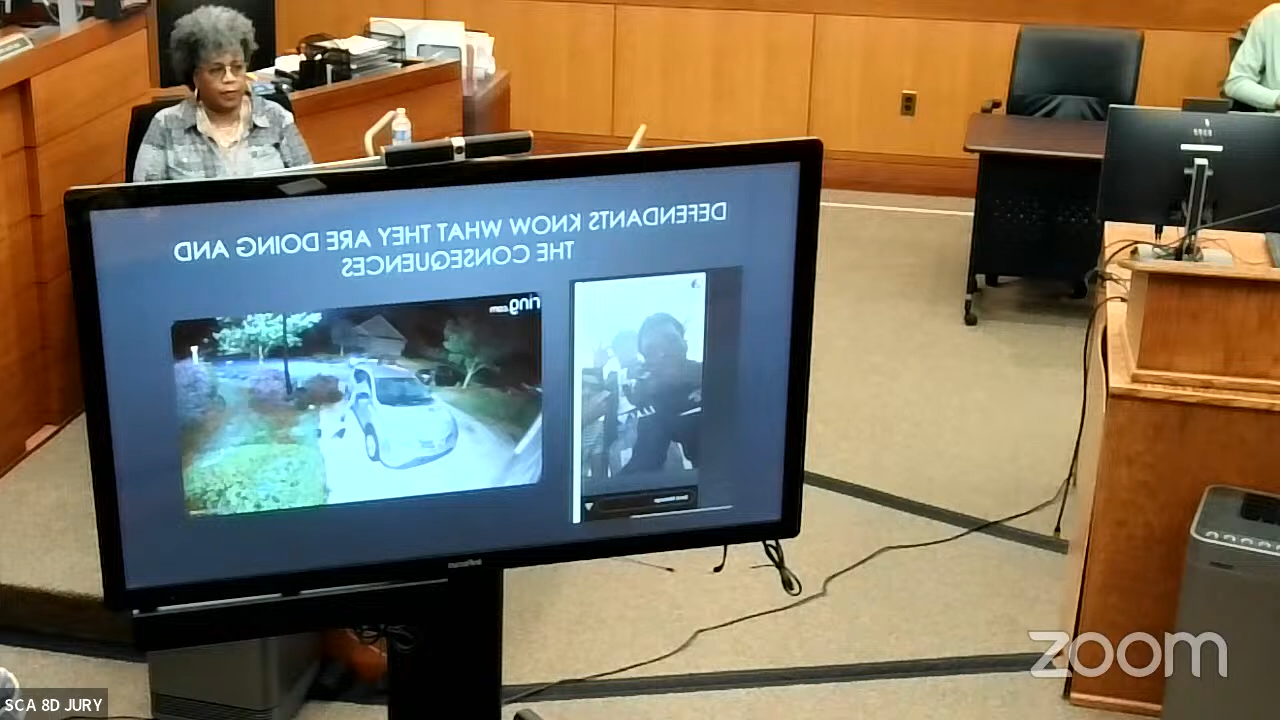 DEFENDANTS KNOW WHAT THEY ARE DOING AND
THE CONSEQUENCES
ring.com
zoom
SCA 8D JURY